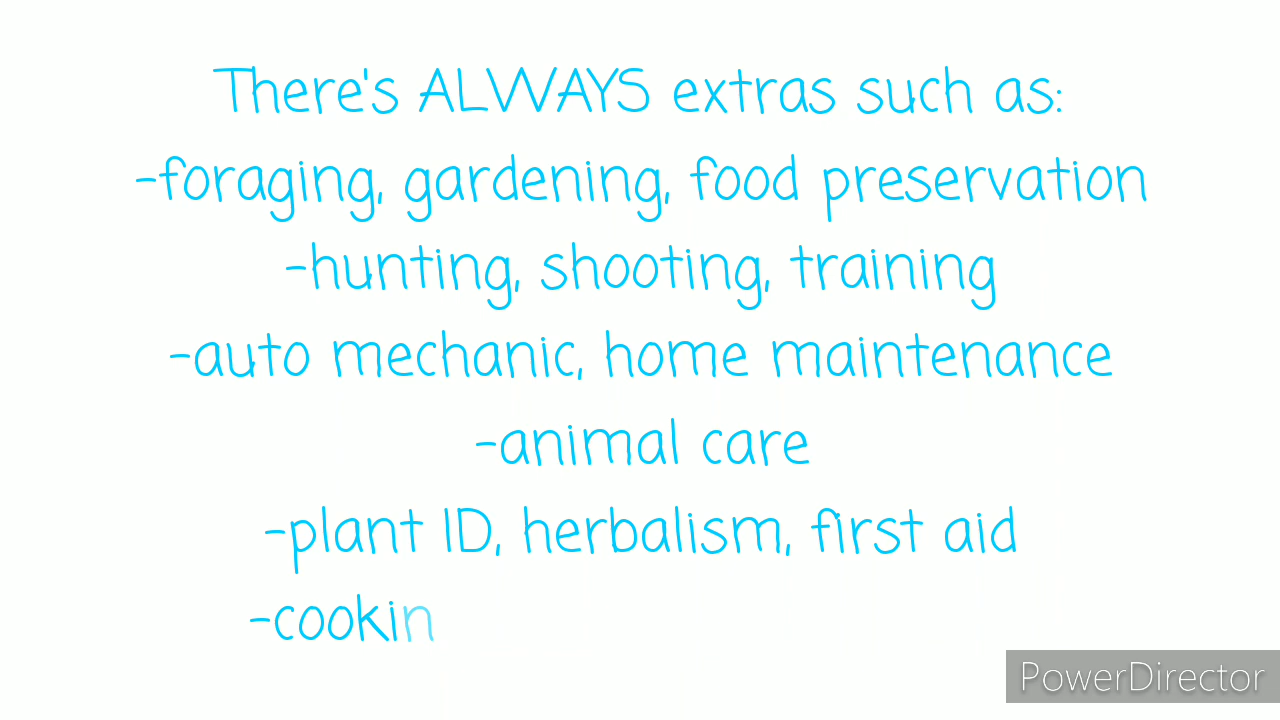 There's ALWAYS extras such as:
-foraging, gardening, food preservation
-hunting, shooting, training
-auto mechanic, home maintenance
-animal care
-plant ID, herbalism, first aid
-cookin
PowerDirector